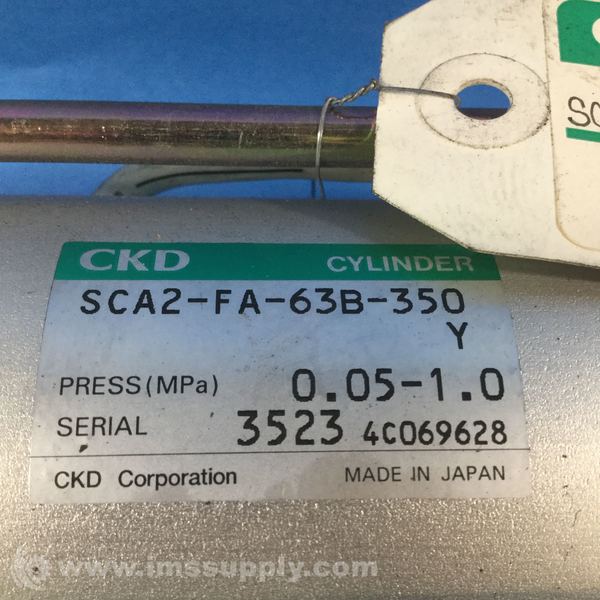 CKD CYLINDER
SCA2-FA-63B-350
Y
PRESS(MPa) 0.05-1.0
SERIAL 3523 4C069628
CKD Corporation MADE IN JAPAN
www.imssupply.com